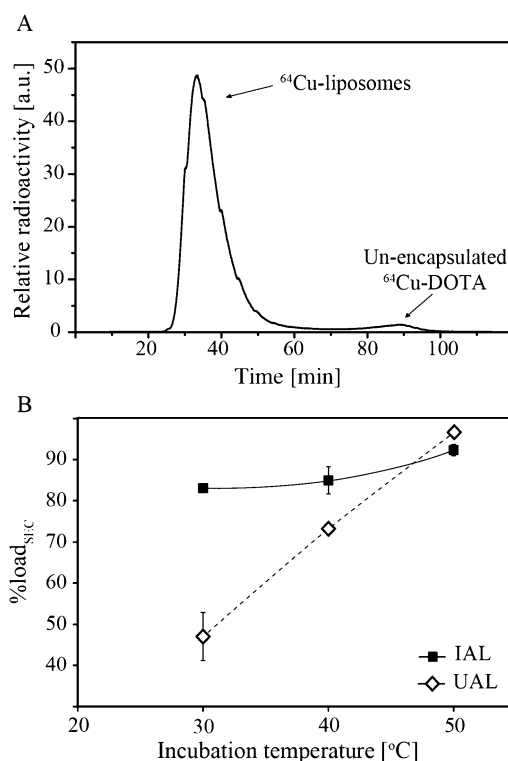 A
Relative radioactivity [a.u.]
50
40
30
20
10
0
⁶⁴Cu-liposomes
Un-encapsulated
⁶⁴Cu-DOTA
20 40 60 80 100
Time [min]
B
%load_SEC
90
80
70
60
50
40
IAL
UAL
20 30 40 50
Incubation temperature [°C]